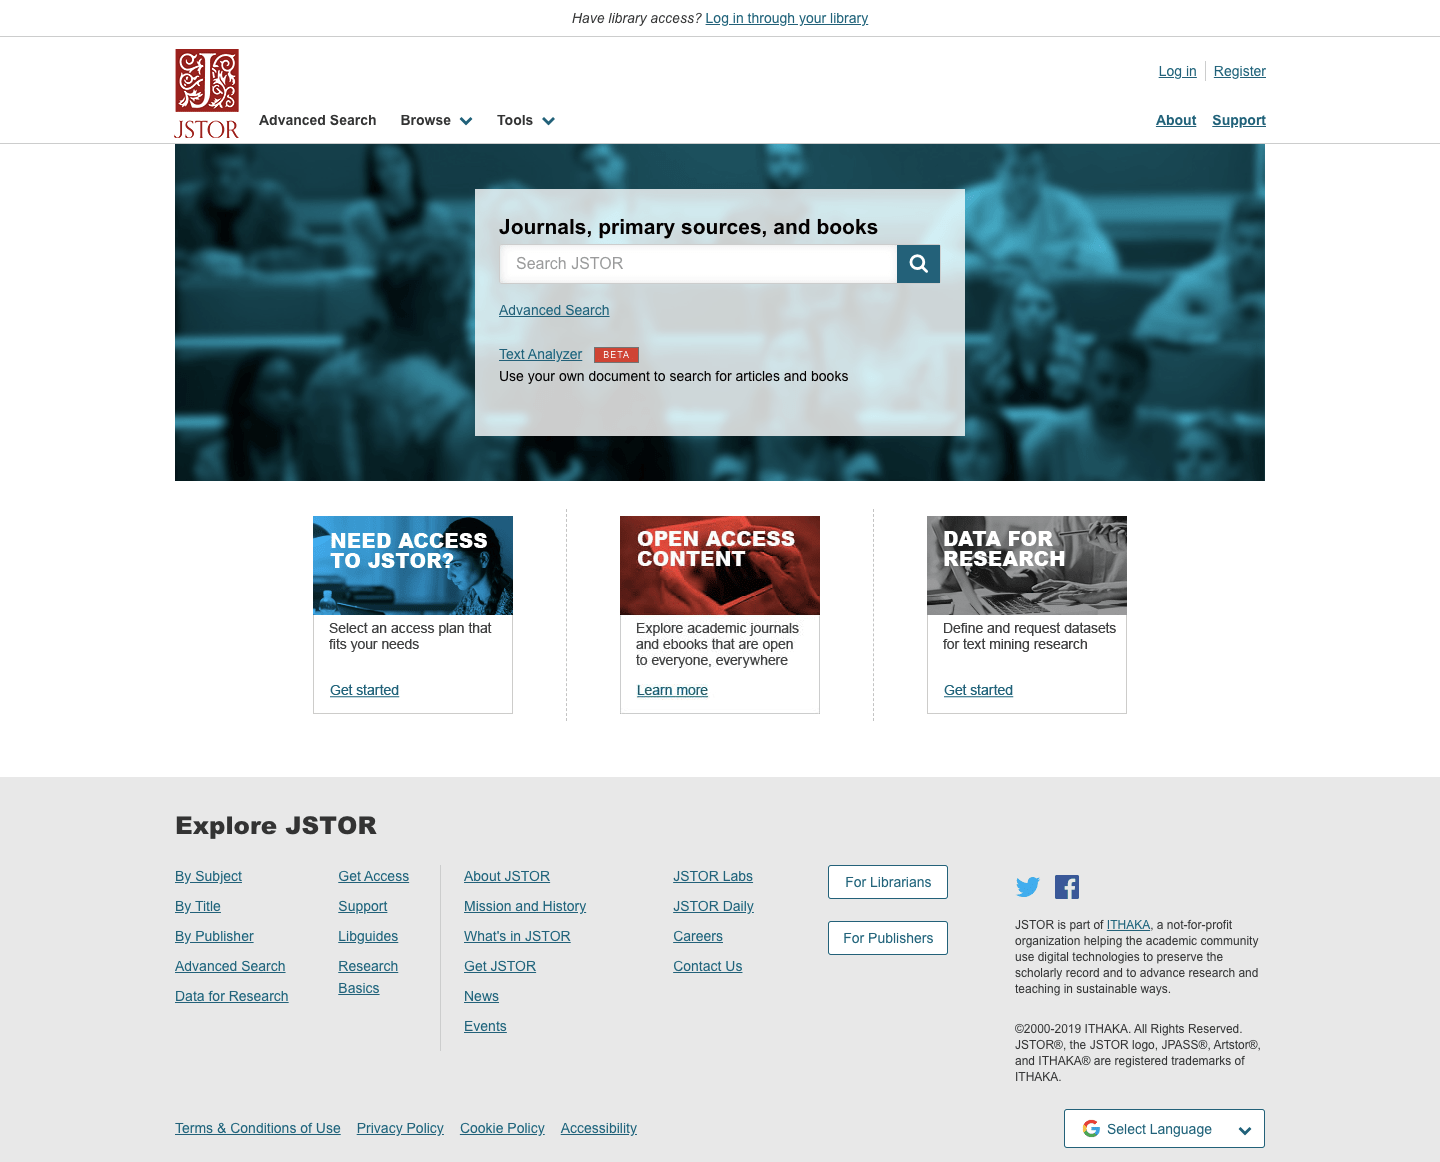 Have library access? Log in through your library
Log in
Register
JSTOR
Advanced Search
Browse
Tools
About
Support
Journals, primary sources, and books
Search JSTOR
Advanced Search
Text Analyzer
BETA
Use your own document to search for articles and books
NEED ACCESS
TO JSTOR?
Select an access plan that
fits your needs
Get started
OPEN ACCESS
CONTENT
Explore academic journals
and ebooks that are open
to everyone, everywhere
Learn more
DATA FOR
RESEARCH
Define and request datasets
for text mining research
Get started
Explore JSTOR
By Subject
By Title
By Publisher
Advanced Search
Data for Research
Get Access
Support
Libguides
Research
Basics
About JSTOR
Mission and History
What's in JSTOR
Get JSTOR
News
Events
JSTOR Labs
JSTOR Daily
Careers
Contact Us
For Librarians
For Publishers
JSTOR is part of ITHAKA, a not-for-profit
organization helping the academic community
use digital technologies to preserve the
scholarly record and to advance research and
teaching in sustainable ways.
©2000-2019 ITHAKA. All Rights Reserved.
JSTOR®, the JSTOR logo, JPASS®, Artstor®,
and ITHAKA® are registered trademarks of
ITHAKA.
Terms & Conditions of Use
Privacy Policy
Cookie Policy
Accessibility
Select Language